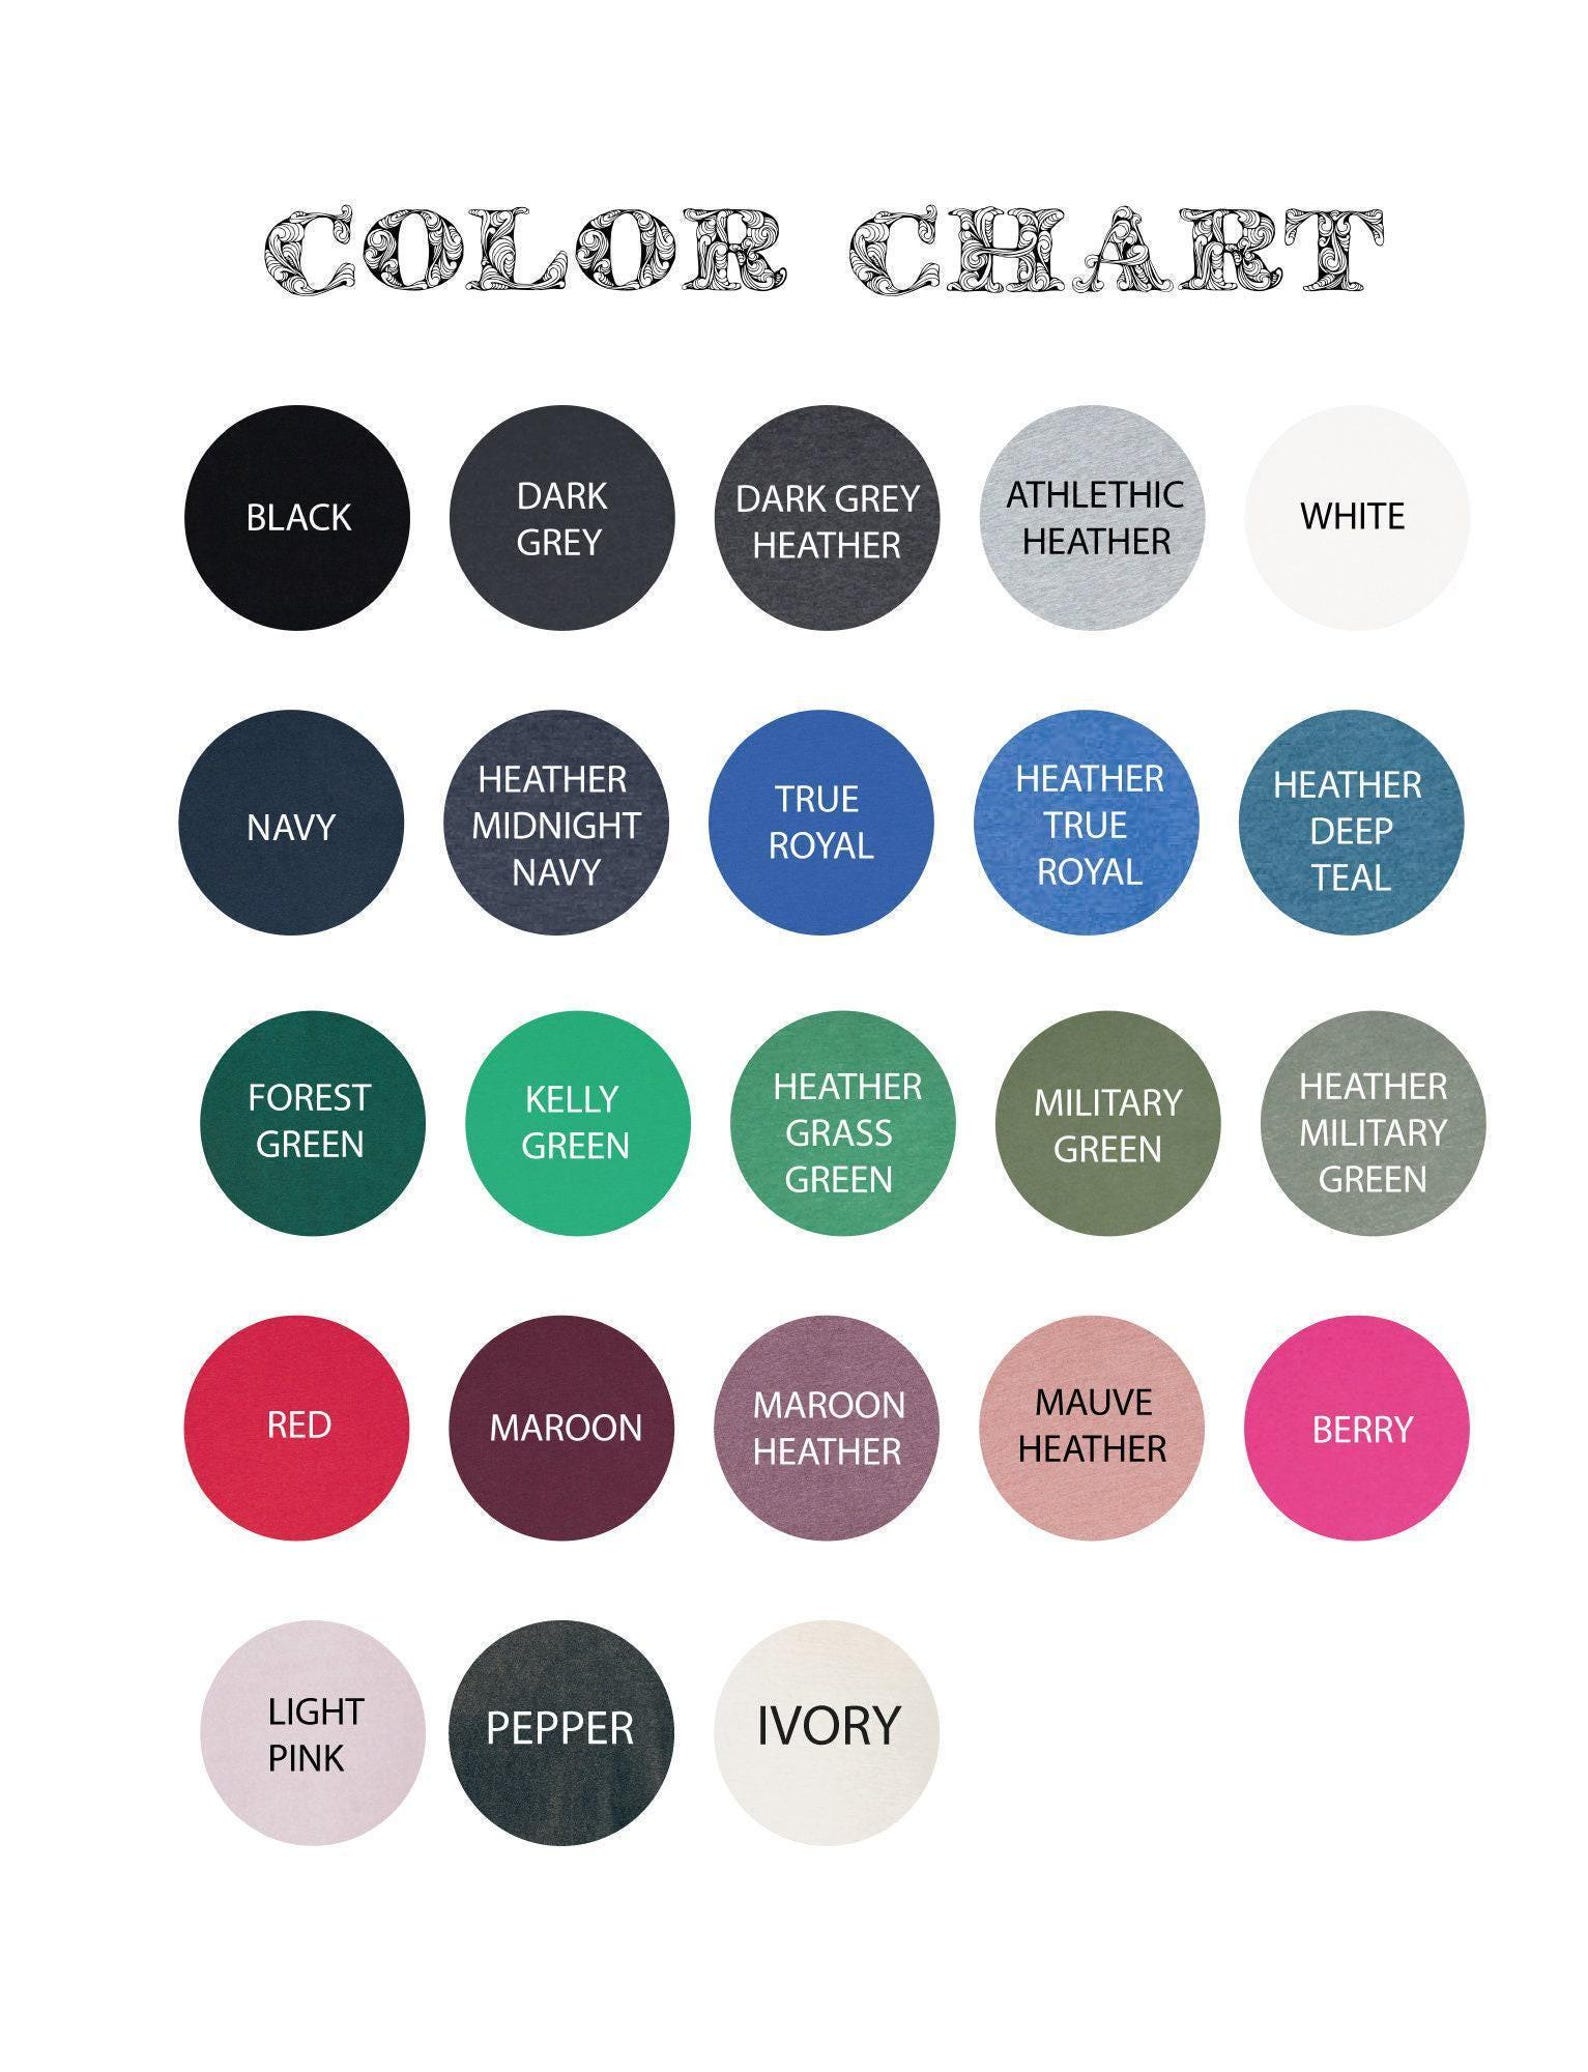 COLOR CHART
BLACK
DARK
GREY
DARK GREY
HEATHER
ATHLETHIC
HEATHER
WHITE
NAVY
HEATHER
MIDNIGHT
NAVY
TRUE
ROYAL
HEATHER
TRUE
ROYAL
HEATHER
DEEP
TEAL
FOREST
GREEN
KELLY
GREEN
HEATHER
GRASS
GREEN
MILITARY
GREEN
HEATHER
MILITARY
GREEN
RED
MAROON
MAROON
HEATHER
MAUVE
HEATHER
BERRY
LIGHT
PINK
PEPPER
IVORY